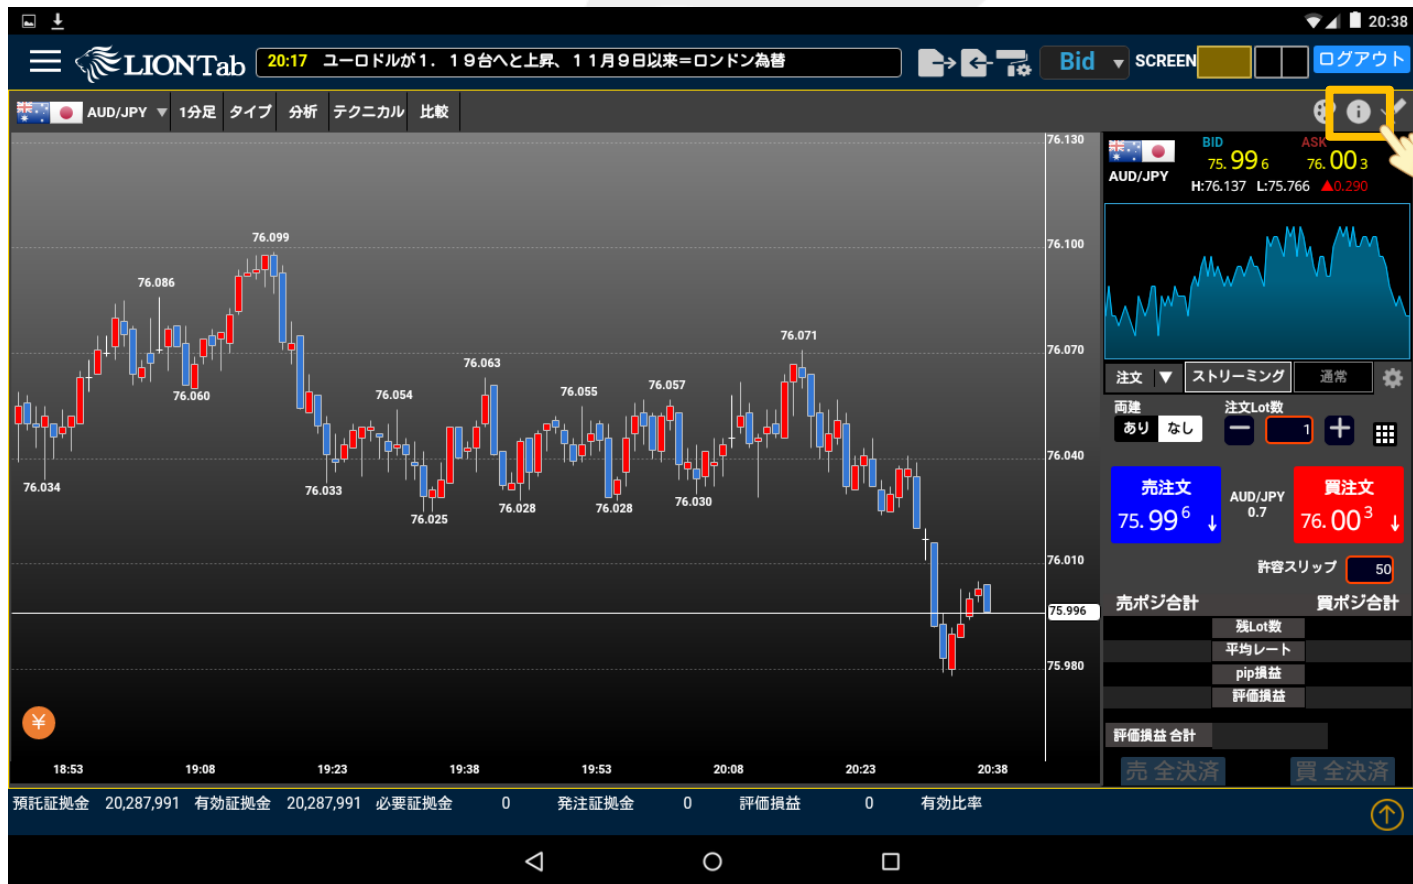 20:38
LIONTab
20:17 ユーロドルが1．19台へと上昇、11月9日以来=ロンドン為替
Bid ▼ SCREEN
ログアウト
AUD/JPY ▼ 1分足 タイプ 分析 テクニカル 比較
76.130
76.100
76.070
76.040
76.010
75.996
75.980
76.099
76.086
76.071
76.063
76.060
76.054
76.055
76.057
76.034
76.033
76.025
76.028
76.028
76.030
¥
18:53 19:08 19:23 19:38 19:53 20:08 20:23 20:38
AUD/JPY
BID ASK
75.996 76.003
H:76.137 L:75.766 ▲0.290
注文 ▼ ストリーミング 通常
両建 注文Lot数
あり なし 1
売注文 買注文
75.996 ↓ AUD/JPY 0.7 76.003 ↓
許容スリップ 50
売ポジ合計 買ポジ合計
残Lot数
平均レート
pip損益
評価損益
評価損益 合計
売 全決済 買 全決済
預託証拠金 20,287,991 有効証拠金 20,287,991 必要証拠金 0 発注証拠金 0 評価損益 0 有効比率